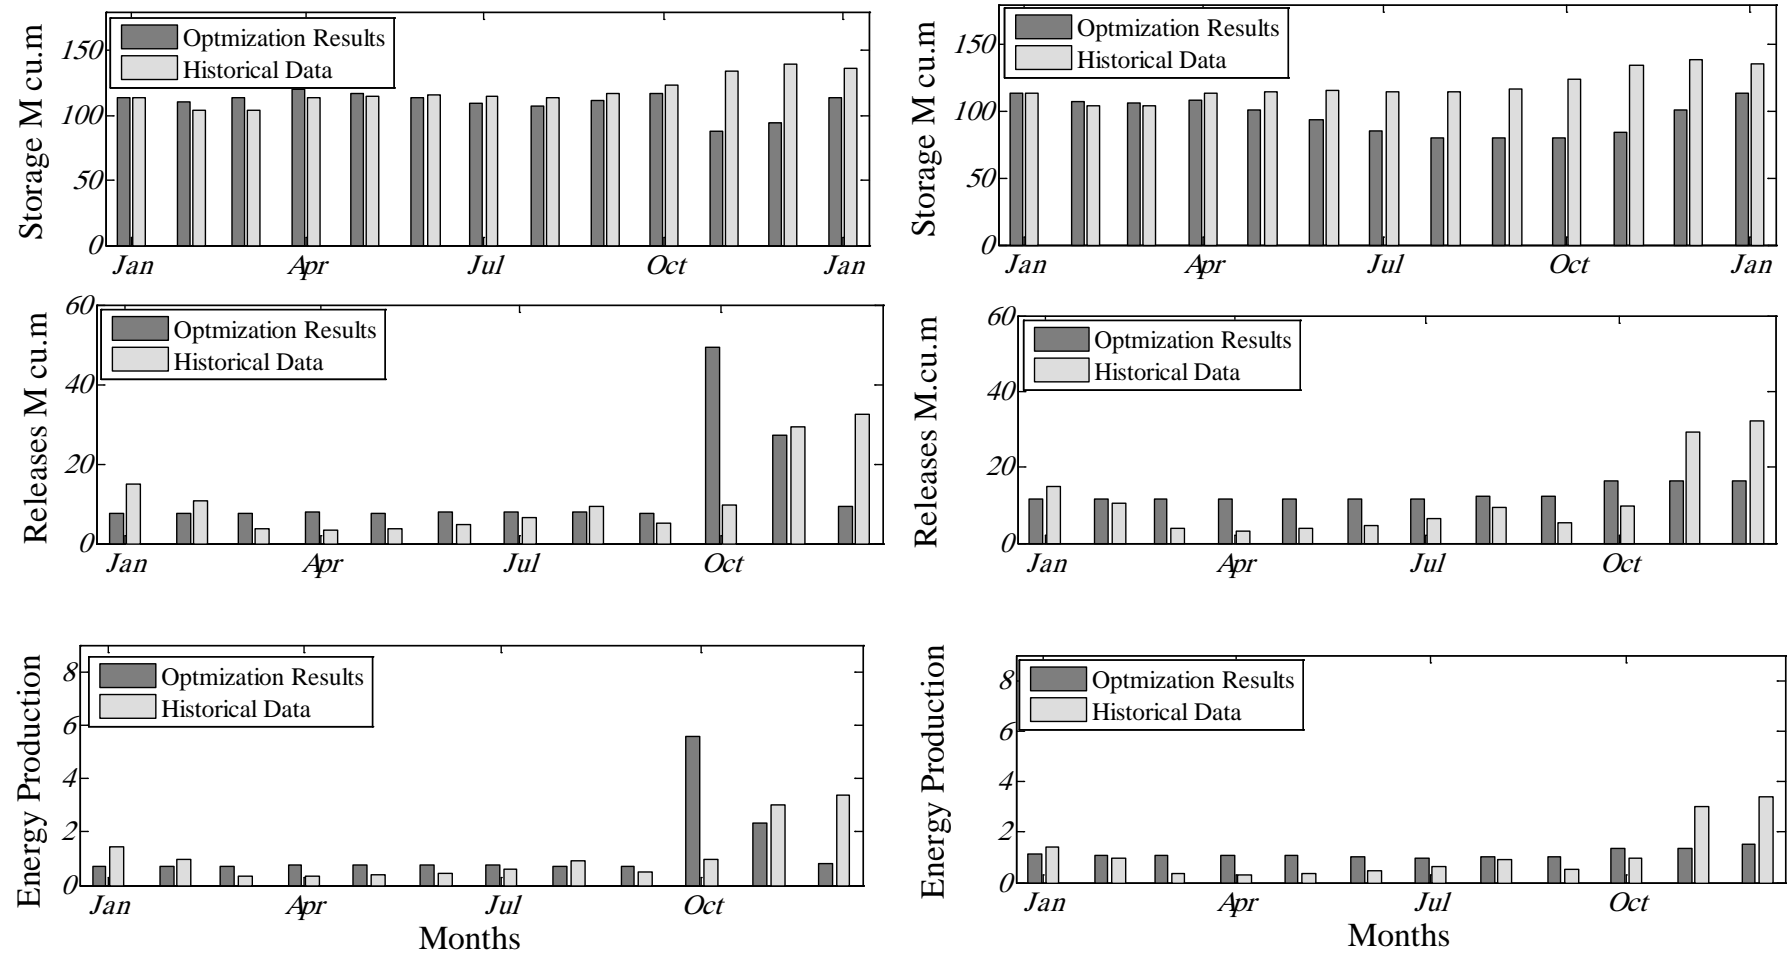 Storage M cu.m
150
100
50
0
Optmization Results
Historical Data
Jan Apr Jul Oct Jan
Storage M cu.m
150
100
50
0
Optmization Results
Historical Data
Jan Apr Jul Oct Jan
Releases M cu.m
60
40
20
0
Optmization Results
Historical Data
Jan Apr Jul Oct
Releases M.cu.m
60
40
20
0
Optmization Results
Historical Data
Jan Apr Jul Oct
Energy Production
8
6
4
2
0
Optmization Results
Historical Data
Jan Apr Jul Oct
Months
Energy Production
8
6
4
2
0
Optmization Results
Historical Data
Jan Apr Jul Oct
Months